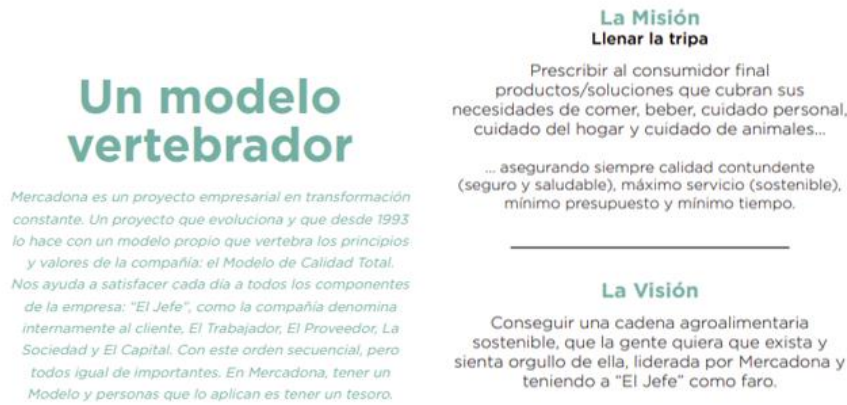 Un modelo
vertebrador
Mercadona es un proyecto empresarial en transformación
constante. Un proyecto que evoluciona y que desde 1993
lo hace con un modelo propio que vertebra los principios
y valores de la compañía: el Modelo de Calidad Total.
Nos ayuda a satisfacer cada día a todos los componentes
de la empresa: “El Jefe”, como la compañía denomina
internamente al cliente, El Trabajador, El Proveedor, La
Sociedad y El Capital. Con este orden secuencial, pero
todos igual de importantes. En Mercadona, tener un
Modelo y personas que lo aplican es tener un tesoro.
La Misión
Llenar la tripa
Prescribir al consumidor final
productos/soluciones que cubran sus
necesidades de comer, beber, cuidado personal,
cuidado del hogar y cuidado de animales...
... asegurando siempre calidad contundente
(seguro y saludable), máximo servicio (sostenible),
mínimo presupuesto y mínimo tiempo.
La Visión
Conseguir una cadena agroalimentaria
sostenible, que la gente quiera que exista y
sienta orgullo de ella, liderada por Mercadona y
teniendo a “El Jefe” como faro.